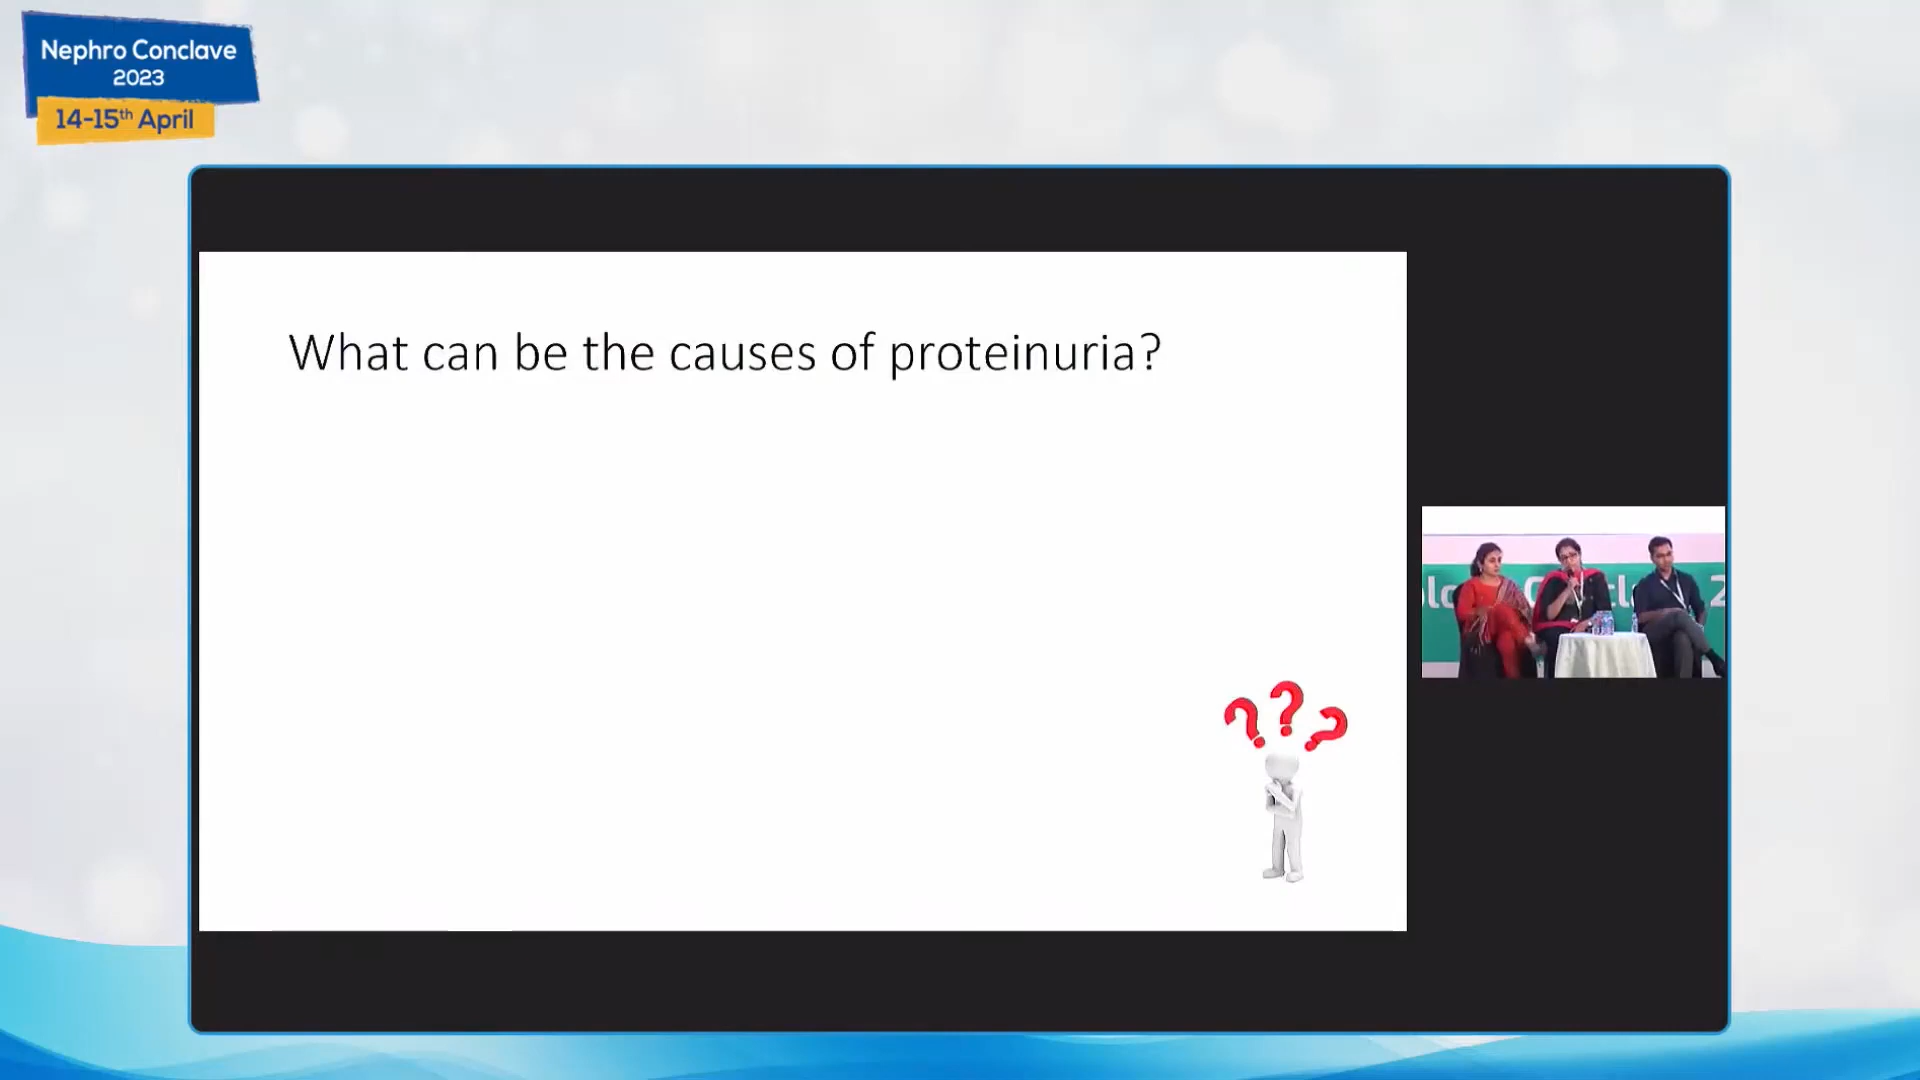 Nephro Conclave
2023
14-15th April
What can be the causes of proteinuria?
???